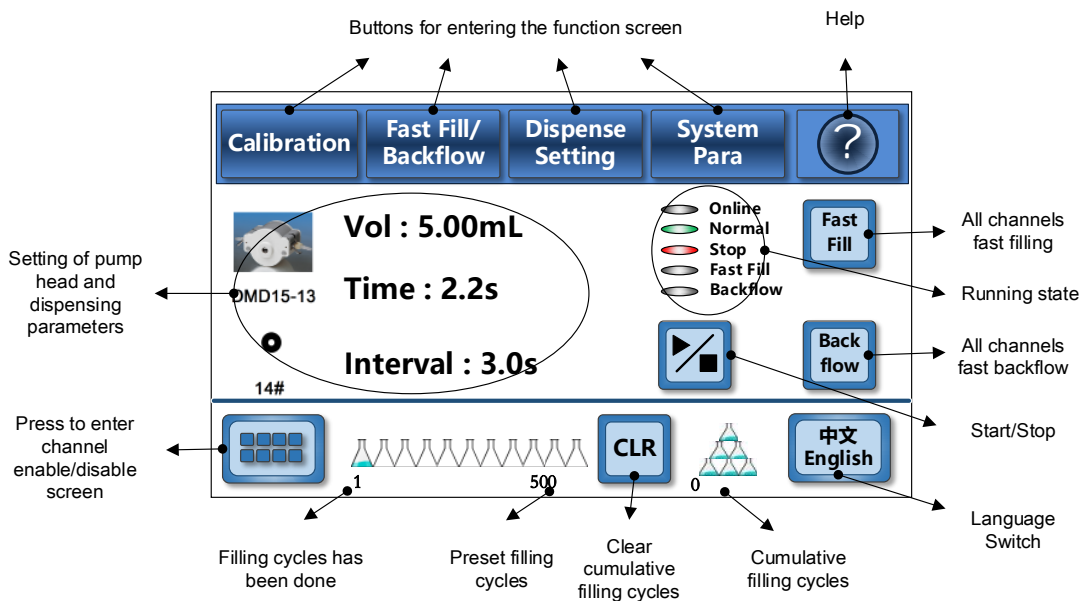 Buttons for entering the function screen
Help
Calibration
Fast Fill/
Backflow
Dispense
Setting
System
Para
?
Setting of pump
head and
dispensing
parameters
DMD15-13
14#
Vol : 5.00mL
Time : 2.2s
Interval : 3.0s
Online
Normal
Stop
Fast Fill
Backflow
Fast
Fill
All channels
fast filling
Running state
Back
flow
All channels
fast backflow
Start/Stop
Press to enter
channel
enable/disable
screen
1
500
CLR
0
中文
English
Language
Switch
Filling cycles has
been done
Preset filling
cycles
Clear
cumulative
filling cycles
Cumulative
filling cycles